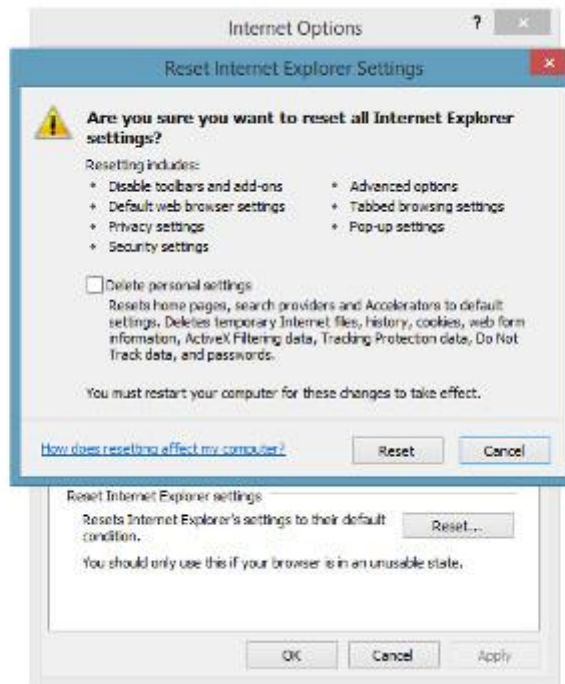 Internet Options
?
Reset Internet Explorer Settings
Are you sure you want to reset all Internet Explorer
settings?
Resetting includes:
Disable toolbars and add-ons
Default web browser settings
Privacy settings
Security settings
Advanced options
Tabbed browsing settings
Pop-up settings
Delete personal settings
Resets home pages, search providers and Accelerators to default
settings. Deletes temporary Internet files, history, cookies, web form
information, ActiveX Filtering data, Tracking Protection data, Do Not
Track data, and passwords.
You must restart your computer for these changes to take effect.
How does resetting affect my computer?
Reset
Cancel
Reset Internet Explorer settings
Resets Internet Explorer's settings to their default
condition.
Reset...
You should only use this if your browser is in an unusable state.
OK
Cancel
Apply